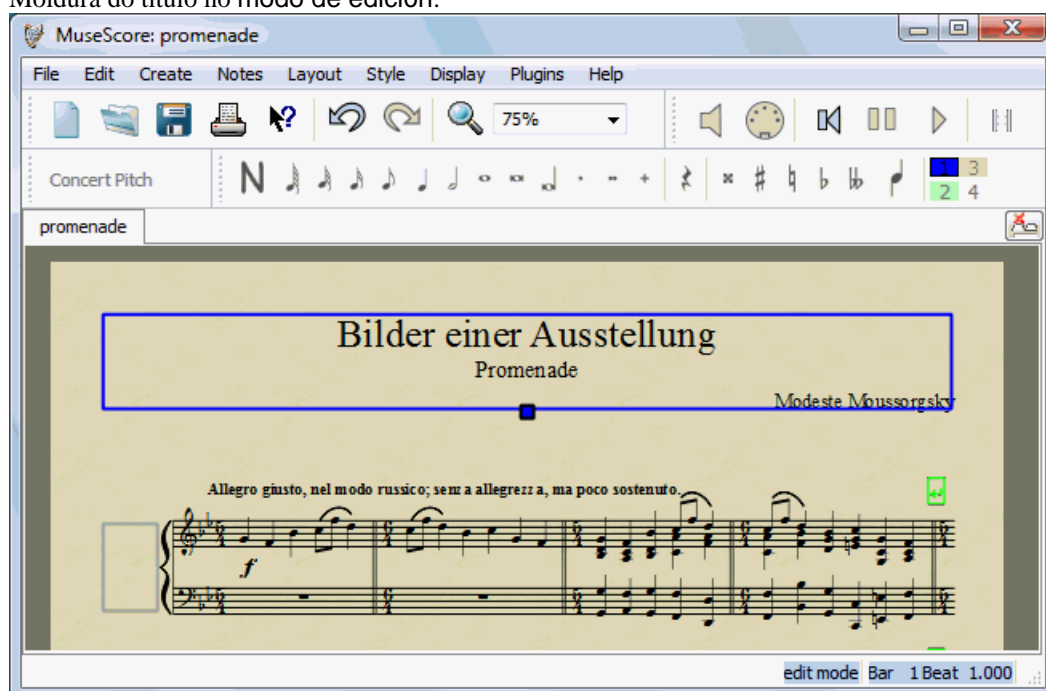 Moldura do título no modo de edición.
MuseScore: promenade
File Edit Create Notes Layout Style Display Plugins Help
75%
Concert Pitch
N
1 3
2 4
promenade
Bilder einer Ausstellung
Promenade
Modeste Moussorgsky
Allegro giusto, nel modo russico; senza allegrezza, ma poco sostenuto.
f
edit mode Bar 1 Beat 1.000